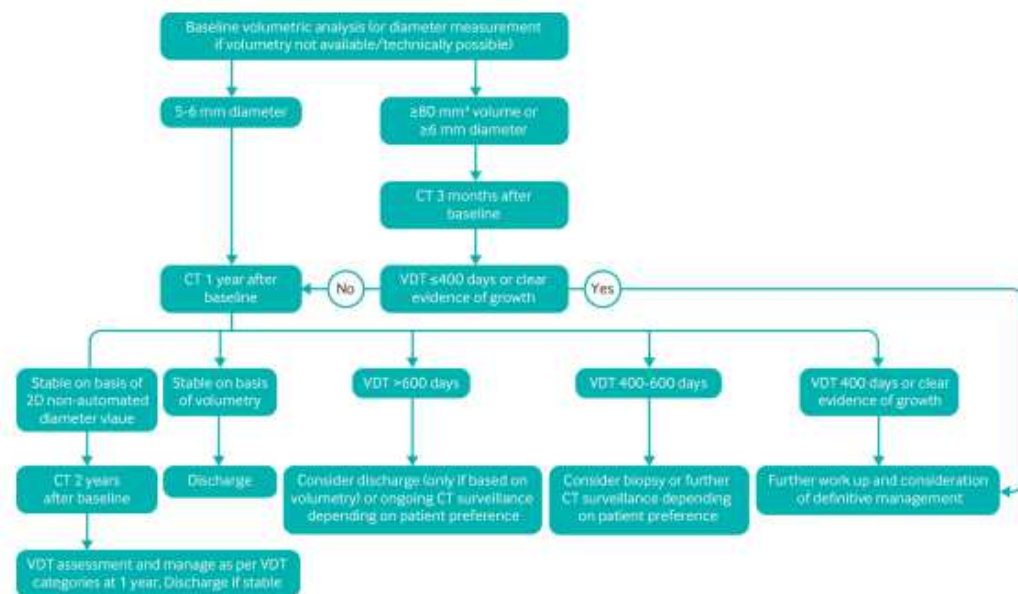 Baseline volumetric analysis (or diameter measurement
if volumetry not available/technically possible)
5-6 mm diameter
≥80 mm³ volume or
≥6 mm diameter
CT 3 months after
baseline
CT 1 year after
baseline
No
VDT ≤400 days or clear
evidence of growth
Yes
Stable on basis of
2D non-automated
diameter vlaue
Stable on basis
of volumetry
VDT >600 days
VDT 400-600 days
VDT 400 days or clear
evidence of growth
CT 2 years
after baseline
Discharge
Consider discharge (only if based on
volumetry) or ongoing CT surveillance
depending on patient preference
Consider biopsy or further
CT surveillance depending
on patient preference
Further work up and consideration
of definitive management
VDT assessment and manage as per VDT
categories at 1 year. Discharge if stable